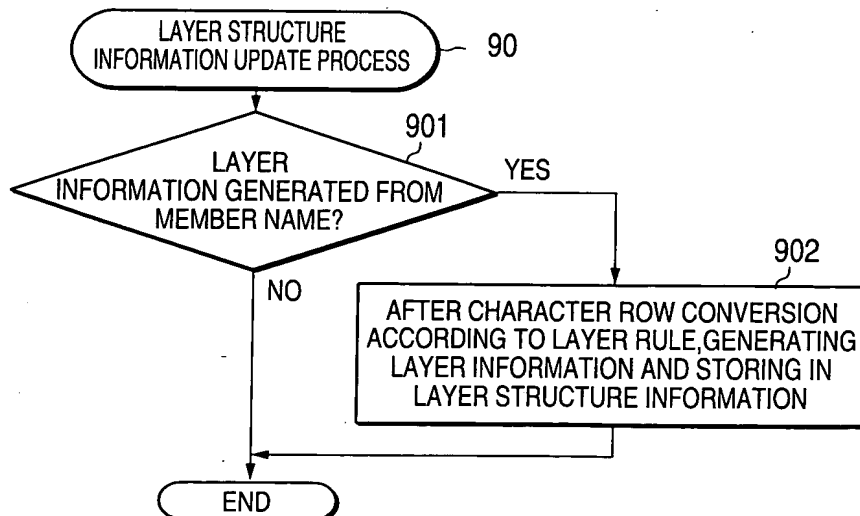 LAYER STRUCTURE
INFORMATION UPDATE PROCESS
90
901
LAYER
INFORMATION GENERATED FROM
MEMBER NAME?
YES
NO
902
AFTER CHARACTER ROW CONVERSION
ACCORDING TO LAYER RULE,GENERATING
LAYER INFORMATION AND STORING IN
LAYER STRUCTURE INFORMATION
END